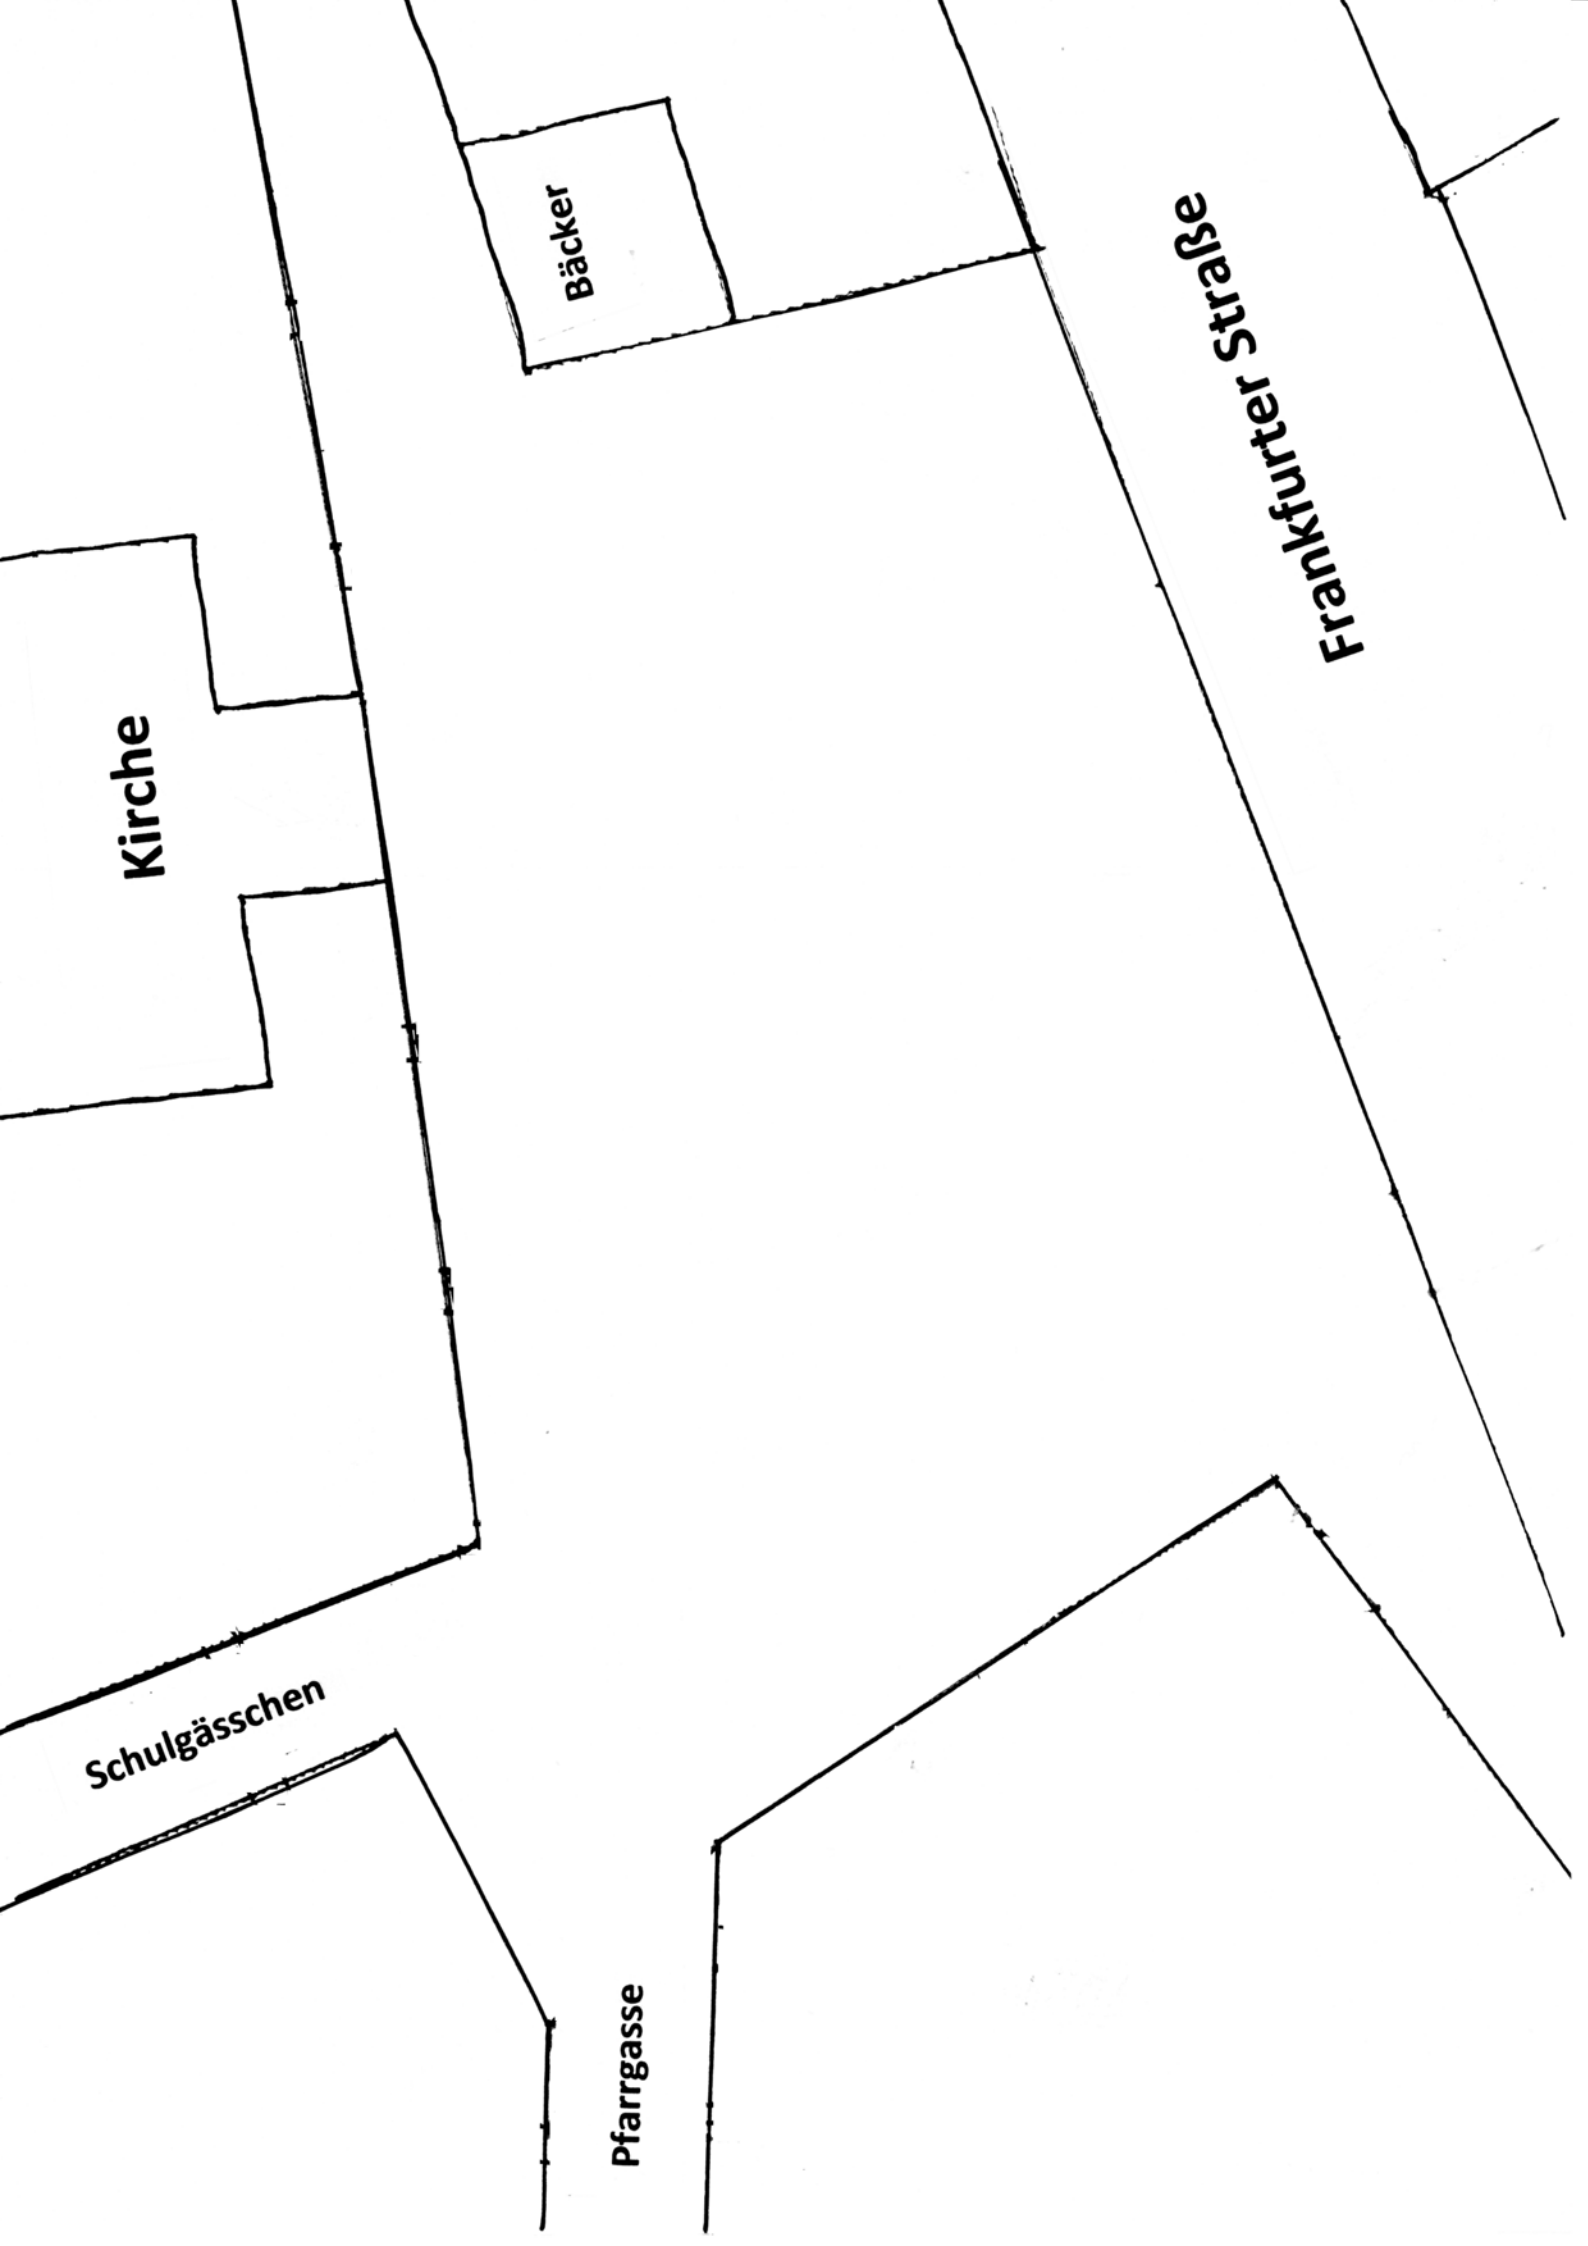 Bäcker
Frankfurter Straße
Kirche
Schulgässchen
Pfarrgasse